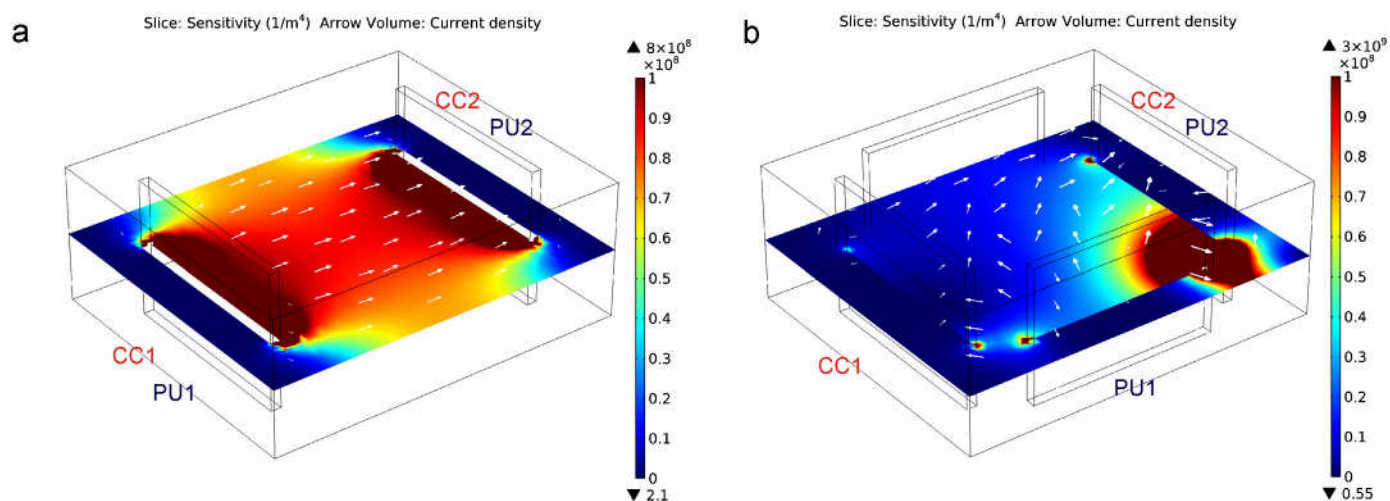 a
Slice: Sensitivity (1/m⁴) Arrow Volume: Current density
▲ 8×10⁸
×10⁸
1
0.9
0.8
0.7
0.6
0.5
0.4
0.3
0.2
0.1
0
▼ 2.1
CC2
PU2
CC1
PU1
b
Slice: Sensitivity (1/m⁴) Arrow Volume: Current density
▲ 3×10⁹
×10⁸
1
0.9
0.8
0.7
0.6
0.5
0.4
0.3
0.2
0.1
0
▼ 0.55
CC2
PU2
CC1
PU1